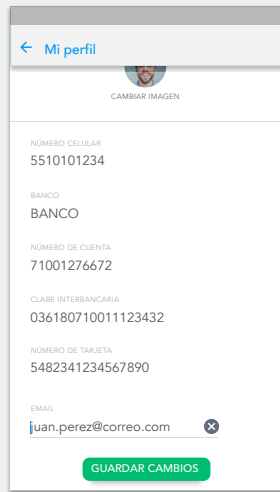 Mi perfil
CAMBIAR IMAGEN
NÚMERO CELULAR
5510101234
BANCO
BANCO
NÚMERO DE CUENTA
71001276672
CLABE INTERBANCARIA
036180710011123432
NÚMERO DE TARJETA
5482341234567890
EMAIL
juan.perez@correo.com
GUARDAR CAMBIOS